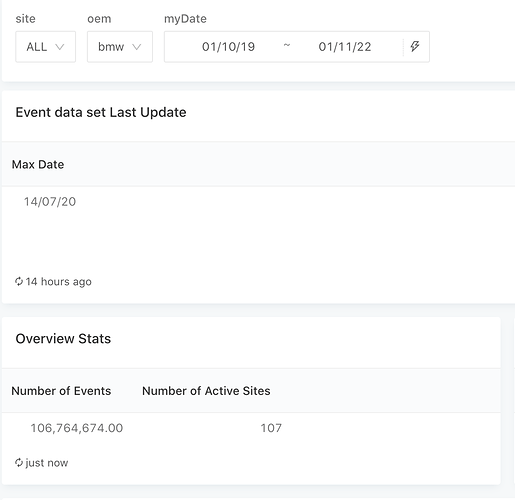 site oem myDate
ALL bmw 01/10/19 ~ 01/11/22
Event data set Last Update
Max Date
14/07/20
14 hours ago
Overview Stats
Number of Events Number of Active Sites
106,764,674.00 107
just now